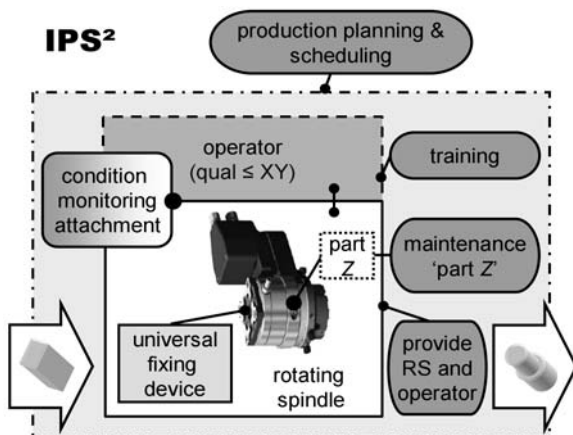 IPS²
production planning &
scheduling
operator
(qual ≤ XY)
training
condition
monitoring
attachment
part
Z
maintenance
‘part Z’
universal
fixing
device
rotating
spindle
provide
RS and
operator